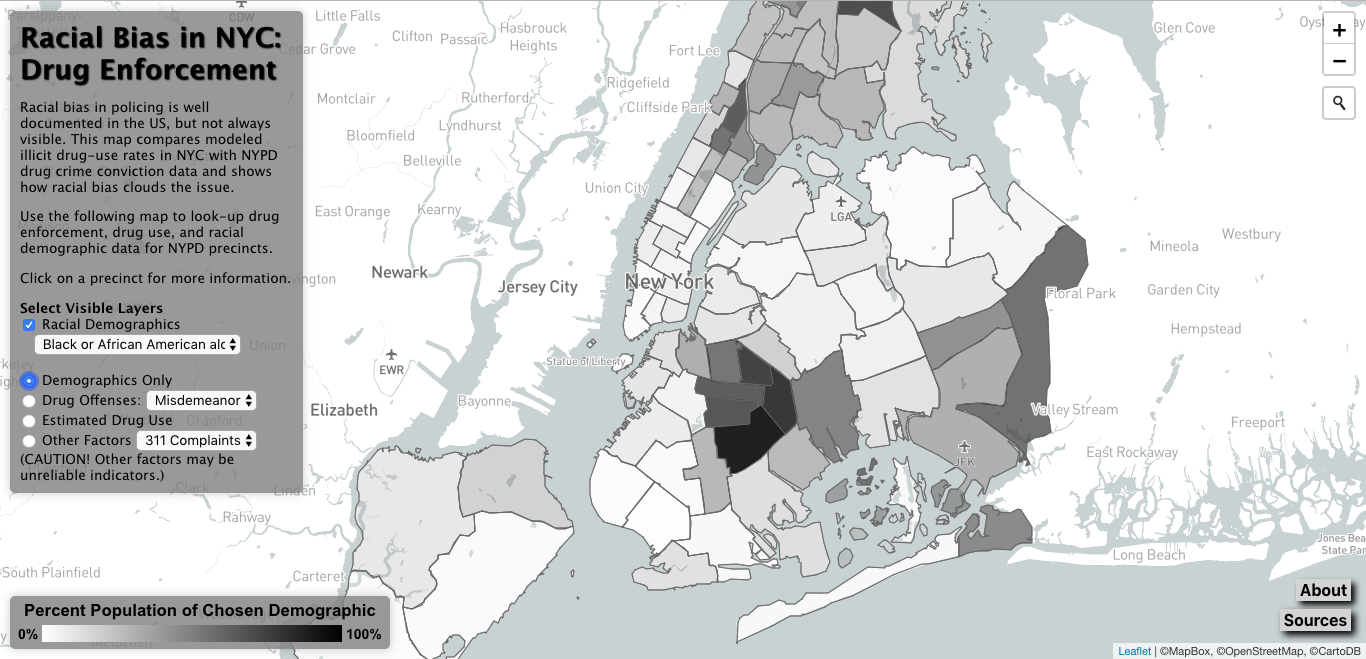 Racial Bias in NYC:
Drug Enforcement
Racial bias in policing is well
documented in the US, but not always
visible. This map compares modeled
illicit drug-use rates in NYC with NYPD
drug crime conviction data and shows
how racial bias clouds the issue.
Use the following map to look-up drug
enforcement, drug use, and racial
demographic data for NYPD precincts.
Click on a precinct for more information.
Select Visible Layers
Racial Demographics
Black or African American alo
Demographics Only
Drug Offenses: Misdemeanor
Estimated Drug Use
Other Factors 311 Complaints
(CAUTION! Other factors may be
unreliable indicators.)
Percent Population of Chosen Demographic
0% 100%
CDW
Little Falls
Clifton
Passaic
Hasbrouck
Heights
Cedar Grove
Fort Lee
Ridgefield
Montclair
Rutherford
Cliffside Park
Lyndhurst
Bloomfield
Belleville
Union City
East Orange
Kearny
Newark
Jersey City
New York
LGA
Statue of Liberty
EWR
Union
Bayonne
Cranford
Elizabeth
Clark
Linden
Rahway
South Plainfield
Carteret
Metuchen
Glen Cove
Westbury
Mineola
Floral Park
Garden City
Hempstead
Valley Stream
Freeport
JFK
East Rockaway
Long Beach
Jones Bea
State Par
+
−
About
Sources
Leaflet | ©MapBox, ©OpenStreetMap, ©CartoDB